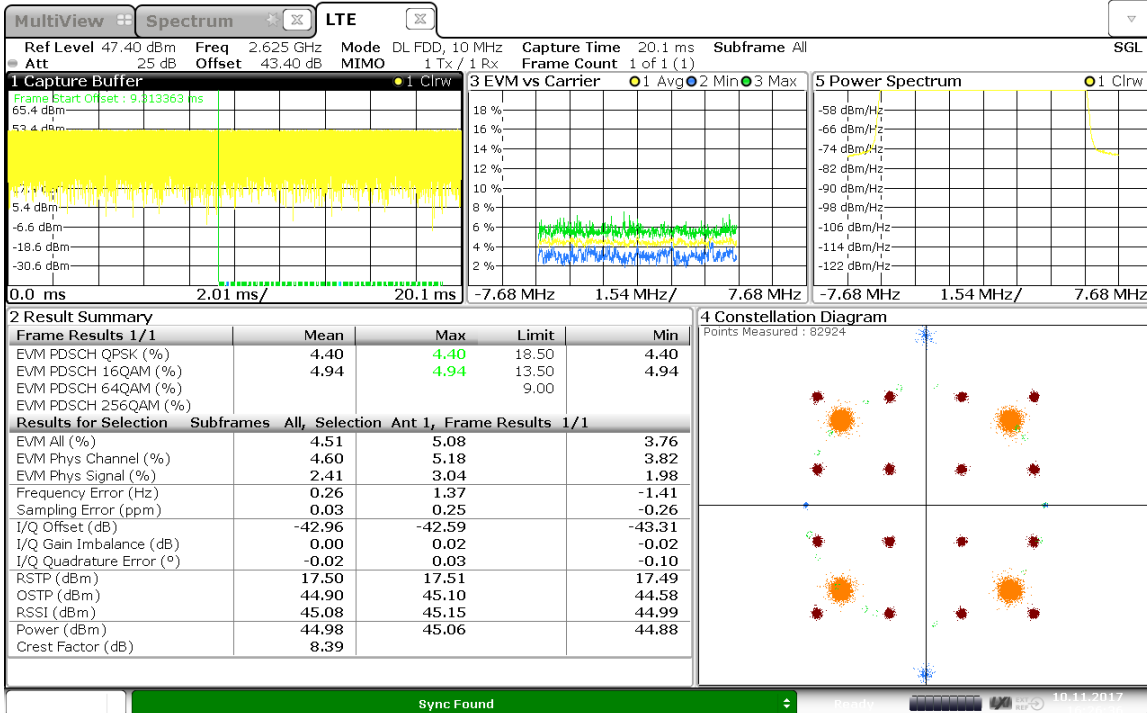 MultiView Spectrum LTE
Ref Level 47.40 dBm Freq 2.625 GHz Mode DL FDD, 10 MHz Capture Time 20.1 ms Subframe All SGL
Att 25 dB Offset 43.40 dB MIMO 1 Tx / 1 Rx Frame Count 1 of 1 (1)
1 Capture Buffer 1 Clrw
Frame Start Offset : 9.313363 ms
65.4 dBm
53.4 dBm
5.4 dBm
-6.6 dBm
-18.6 dBm
-30.6 dBm
0.0 ms 2.01 ms/ 20.1 ms
3 EVM vs Carrier 1 Avg 2 Min 3 Max
18 %
16 %
14 %
12 %
10 %
8 %
6 %
4 %
2 %
-7.68 MHz 1.54 MHz/ 7.68 MHz
5 Power Spectrum 1 Clrw
-58 dBm/Hz
-66 dBm/Hz
-74 dBm/Hz
-82 dBm/Hz
-90 dBm/Hz
-98 dBm/Hz
-106 dBm/Hz
-114 dBm/Hz
-122 dBm/Hz
-7.68 MHz 1.54 MHz/ 7.68 MHz
2 Result Summary
Frame Results 1/1 Mean Max Limit Min
EVM PDSCH QPSK (%) 4.40 4.40 18.50 4.40
EVM PDSCH 16QAM (%) 4.94 4.94 13.50 4.94
EVM PDSCH 64QAM (%) 9.00
EVM PDSCH 256QAM (%)
Results for Selection Subframes All, Selection Ant 1, Frame Results 1/1
EVM All (%) 4.51 5.08 3.76
EVM Phys Channel (%) 4.60 5.18 3.82
EVM Phys Signal (%) 2.41 3.04 1.98
Frequency Error (Hz) 0.26 1.37 -1.41
Sampling Error (ppm) 0.03 0.25 -0.26
I/Q Offset (dB) -42.96 -42.59 -43.31
I/Q Gain Imbalance (dB) 0.00 0.02 -0.02
I/Q Quadrature Error (°) -0.02 0.03 -0.10
RSTP (dBm) 17.50 17.51 17.49
OSTP (dBm) 44.90 45.10 44.58
RSSI (dBm) 45.08 45.15 44.99
Power (dBm) 44.98 45.06 44.88
Crest Factor (dB) 8.39
4 Constellation Diagram
Points Measured : 82924
Sync Found Ready LXI 10.11.2017